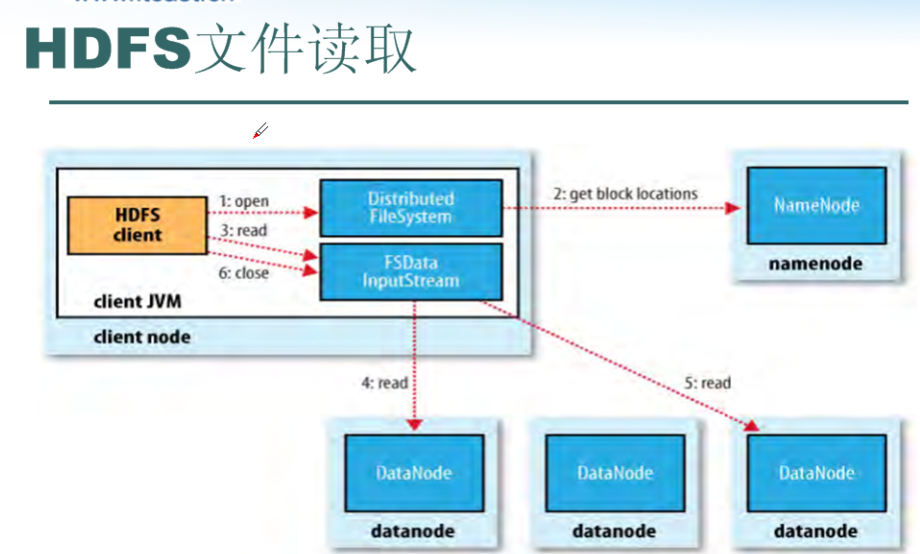 HDFS文件读取
HDFS
client
1: open
3: read
6: close
Distributed
FileSystem
FSData
InputStream
2: get block locations
NameNode
namenode
client JVM
client node
4: read
5: read
DataNode
DataNode
DataNode
datanode
datanode
datanode